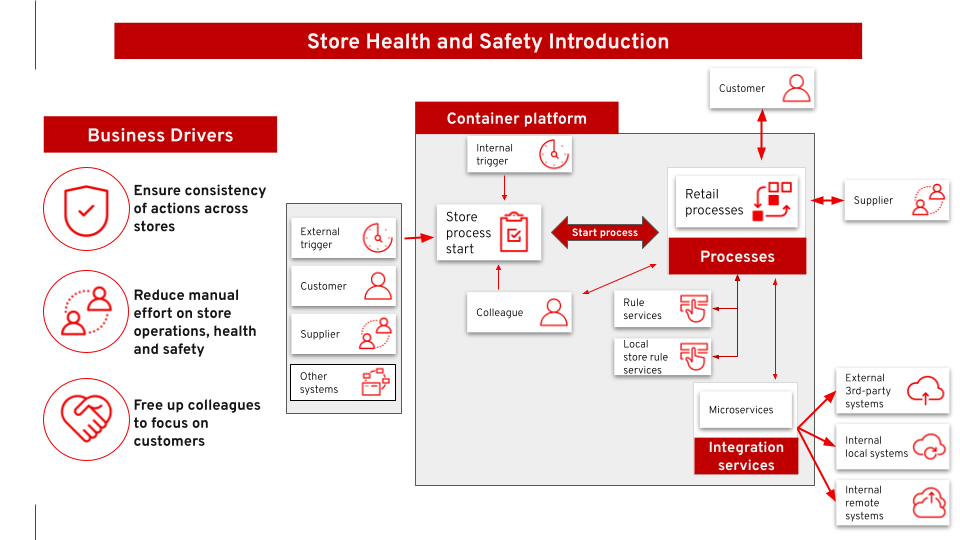 Store Health and Safety Introduction
Business Drivers
Ensure consistency
of actions across
stores
Reduce manual
effort on store
operations, health
and safety
Free up colleagues
to focus on
customers
External
trigger
Customer
Supplier
Other
systems
Container platform
Internal
trigger
Store
process
start
Start process
Colleague
Customer
Retail
processes
Processes
Supplier
Rule
services
Local
store rule
services
Microservices
Integration
services
External
3rd-party
systems
Internal
local systems
Internal
remote
systems